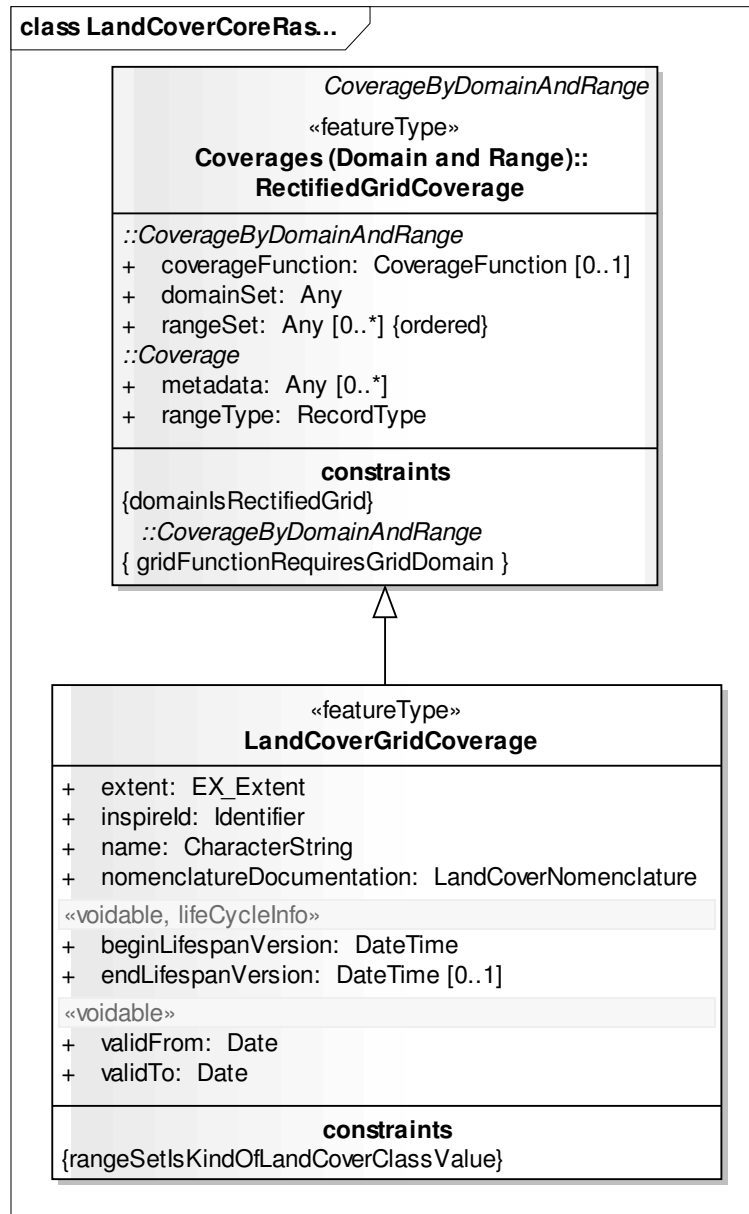 class LandCoverCoreRas...
CoverageByDomainAndRange
«featureType»
Coverages (Domain and Range)::
RectifiedGridCoverage
::CoverageByDomainAndRange
+ coverageFunction: CoverageFunction [0..1]
+ domainSet: Any
+ rangeSet: Any [0..*] {ordered}
::Coverage
+ metadata: Any [0..*]
+ rangeType: RecordType
constraints
{domainIsRectifiedGrid}
::CoverageByDomainAndRange
{ gridFunctionRequiresGridDomain }
«featureType»
LandCoverGridCoverage
+ extent: EX_Extent
+ inspireId: Identifier
+ name: CharacterString
+ nomenclatureDocumentation: LandCoverNomenclature
«voidable, lifeCycleInfo»
+ beginLifespanVersion: DateTime
+ endLifespanVersion: DateTime [0..1]
«voidable»
+ validFrom: Date
+ validTo: Date
constraints
{rangeSetIsKindOfLandCoverClassValue}